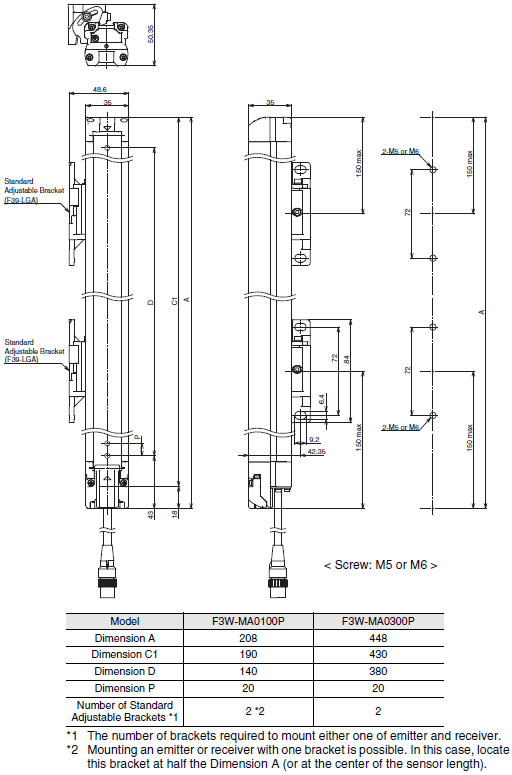 50.35
48.6
35
35
2-M5 or M6
150 max
150 max
72
Standard
Adjustable Bracket
(F39-LGA)
D
C1
A
A
Standard
Adjustable Bracket
(F39-LGA)
72
84
72
6.4
P
9.2
42.35
150 max
2-M5 or M6
150 max
43
18
< Screw: M5 or M6 >
Model F3W-MA0100P F3W-MA0300P
Dimension A 208 448
Dimension C1 190 430
Dimension D 140 380
Dimension P 20 20
Number of Standard
Adjustable Brackets *1 2 *2 2
*1 The number of brackets required to mount either one of emitter and receiver.
*2 Mounting an emitter or receiver with one bracket is possible. In this case, locate
this bracket at half the Dimension A (or at the center of the sensor length).